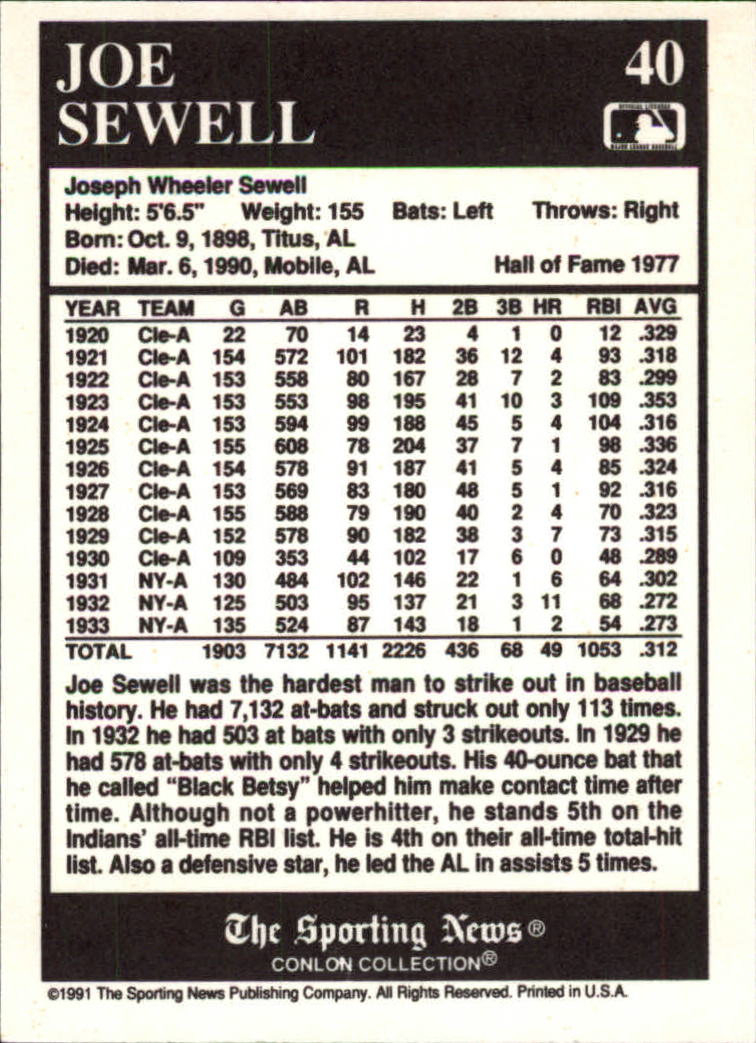 JOE 40
SEWELL
OFFICIAL LICENSEE
MAJOR LEAGUE BASEBALL
Joseph Wheeler Sewell
Height: 5'6.5" Weight: 155 Bats: Left Throws: Right
Born: Oct. 9, 1898, Titus, AL
Died: Mar. 6, 1990, Mobile, AL Hall of Fame 1977
YEAR TEAM G AB R H 2B 3B HR RBI AVG
1920 Cle-A 22 70 14 23 4 1 0 12 .329
1921 Cle-A 154 572 101 182 36 12 4 93 .318
1922 Cle-A 153 558 80 167 28 7 2 83 .299
1923 Cle-A 153 553 98 195 41 10 3 109 .353
1924 Cle-A 153 594 99 188 45 5 4 104 .316
1925 Cle-A 155 608 78 204 37 7 1 98 .336
1926 Cle-A 154 578 91 187 41 5 4 85 .324
1927 Cle-A 153 569 83 180 48 5 1 92 .316
1928 Cle-A 155 588 79 190 40 2 4 70 .323
1929 Cle-A 152 578 90 182 38 3 7 73 .315
1930 Cle-A 109 353 44 102 17 6 0 48 .289
1931 NY-A 130 484 102 146 22 1 6 64 .302
1932 NY-A 125 503 95 137 21 3 11 68 .272
1933 NY-A 135 524 87 143 18 1 2 54 .273
TOTAL 1903 7132 1141 2226 436 68 49 1053 .312
Joe Sewell was the hardest man to strike out in baseball
history. He had 7,132 at-bats and struck out only 113 times.
In 1932 he had 503 at bats with only 3 strikeouts. In 1929 he
had 578 at-bats with only 4 strikeouts. His 40-ounce bat that
he called “Black Betsy” helped him make contact time after
time. Although not a powerhitter, he stands 5th on the
Indians’ all-time RBI list. He is 4th on their all-time total-hit
list. Also a defensive star, he led the AL in assists 5 times.
The Sporting News®
CONLON COLLECTION®
©1991 The Sporting News Publishing Company. All Rights Reserved. Printed in U.S.A.